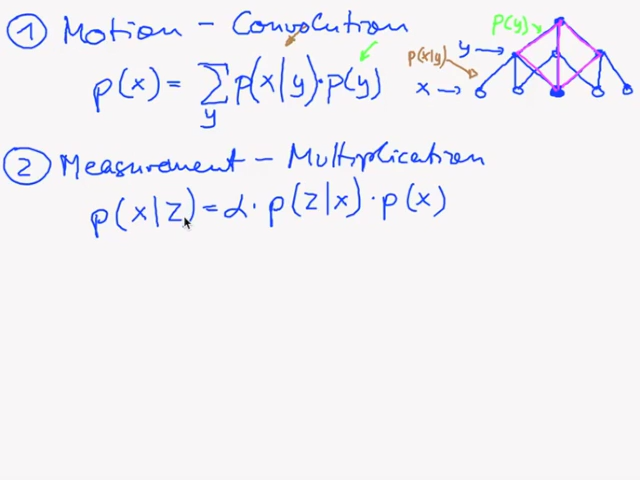 ① Motion – Convolution
p(x) = Σ p(x|y)·p(y)
y
p(y)
y →
p(x|y)
x →
② Measurement – Multiplication
p(x|z) = α · p(z|x) · p(x)